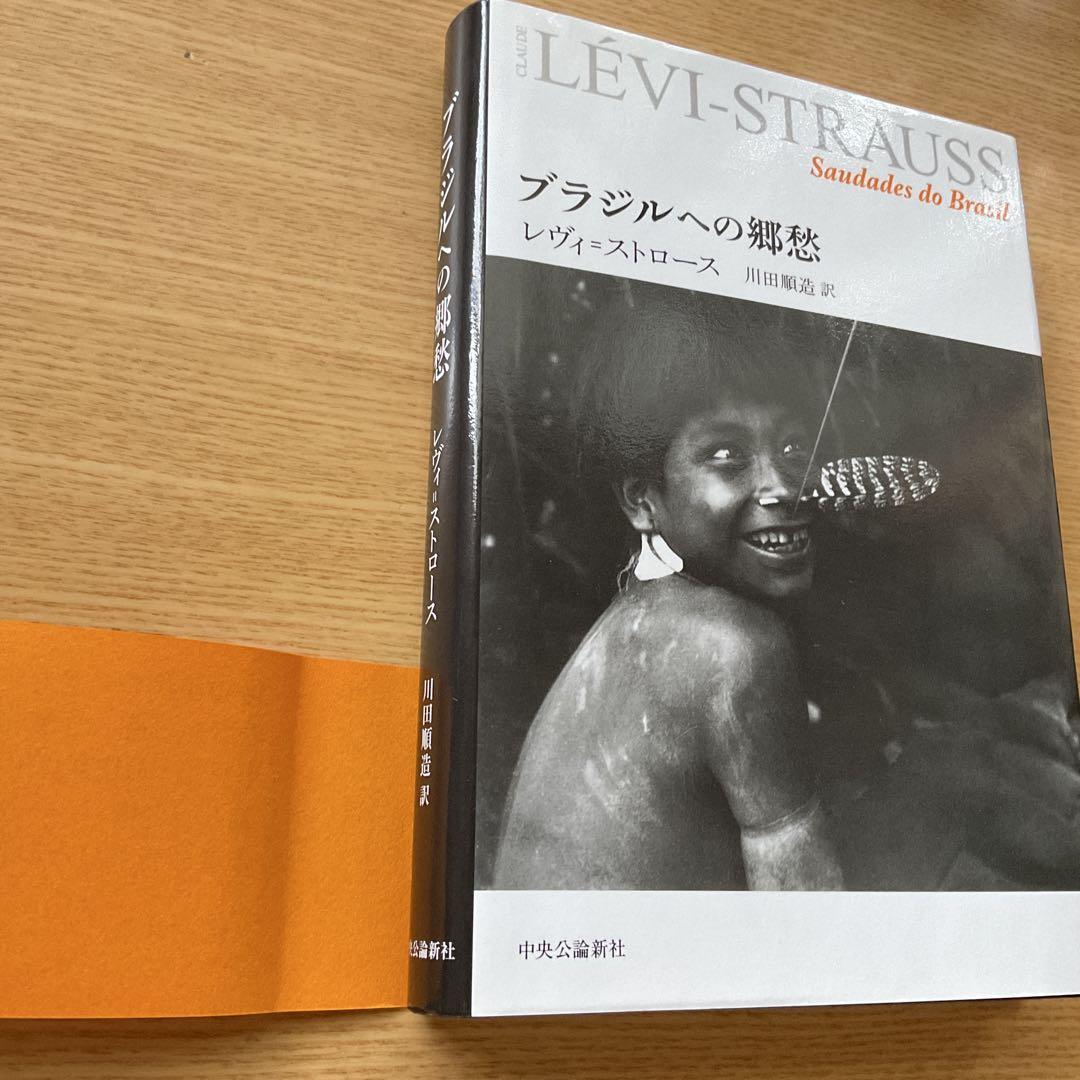 CLAUDE
LÉVI-STRAUSS
Saudades do Brasil
ブラジルへの郷愁
レヴィ=ストロース 川田順造 訳
中央公論新社
ブラジルへの郷愁 レヴィ=ストロース 川田順造 訳
中央公論新社